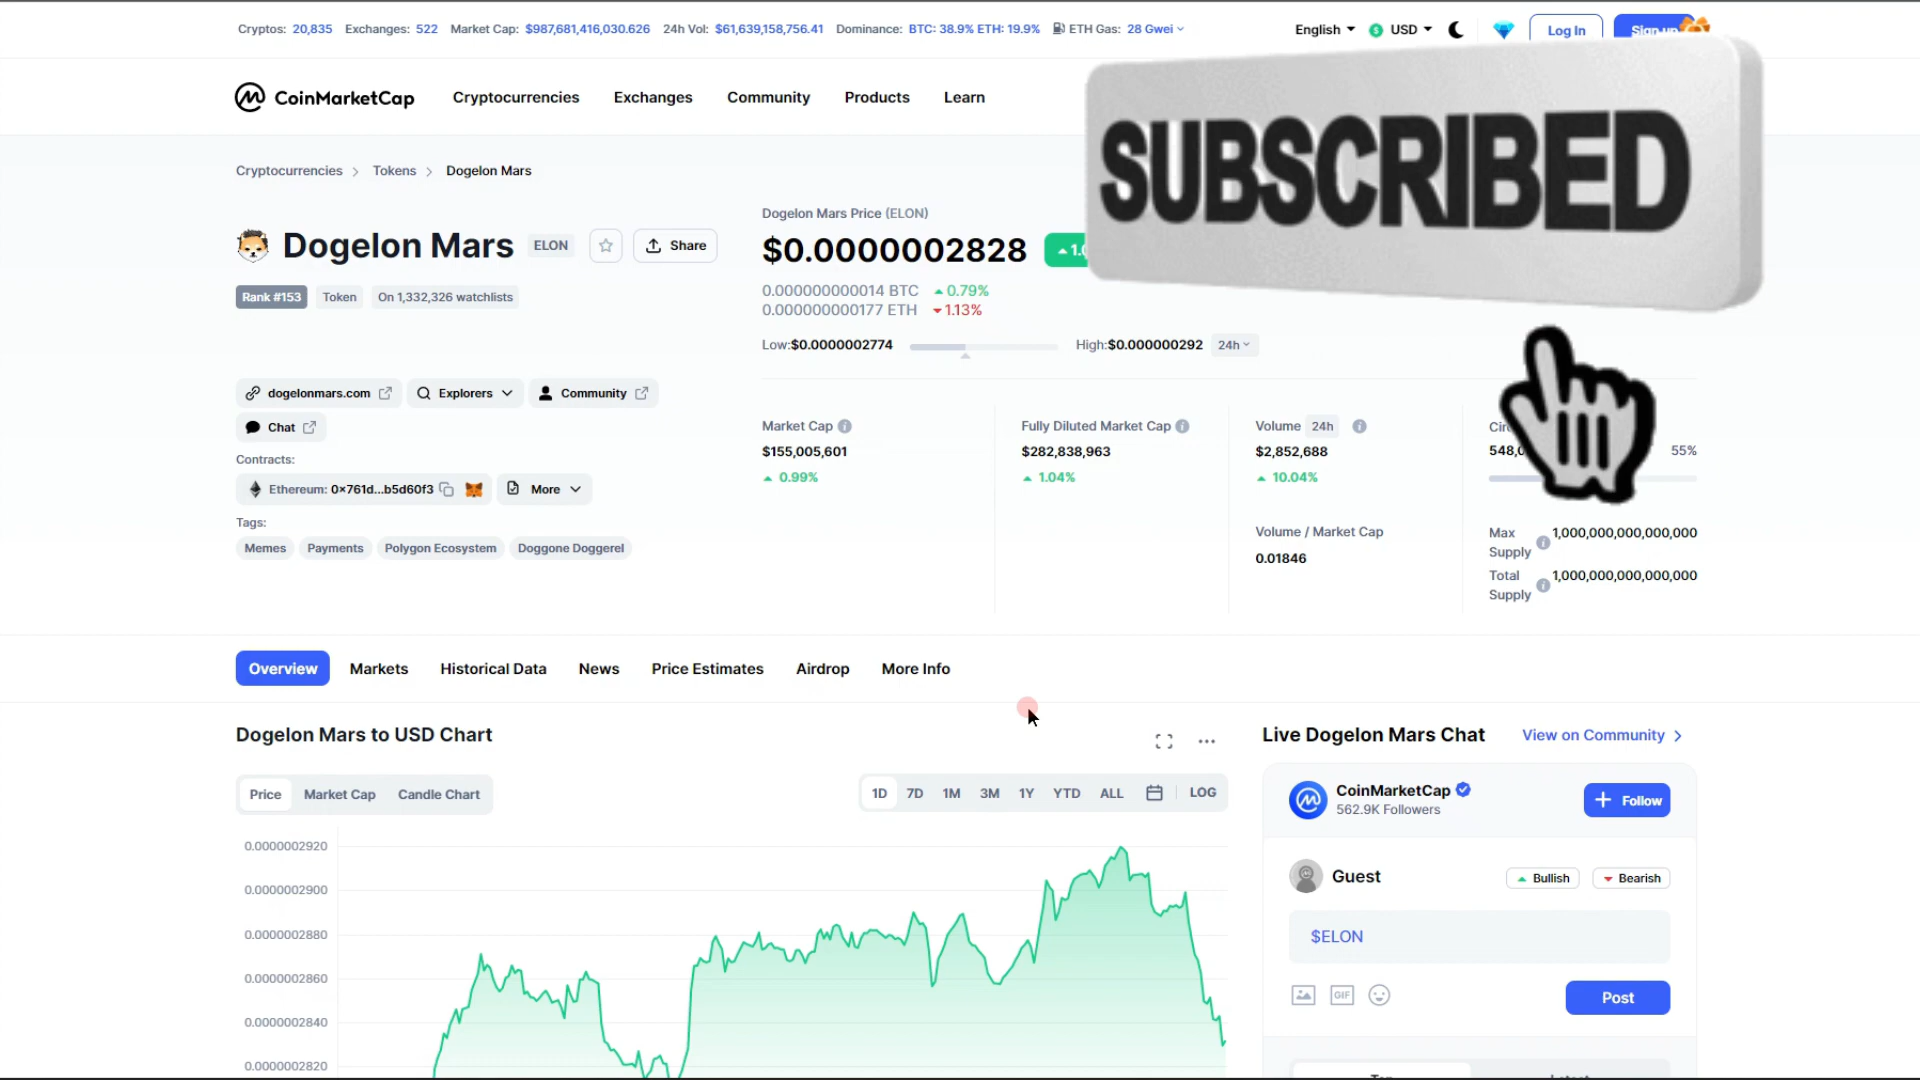 Cryptos: 20,835 Exchanges: 522 Market Cap: $987,681,416,030.626 24h Vol: $61,639,158,756.41 Dominance: BTC: 38.9% ETH: 19.9% ETH Gas: 28 Gwei English USD Log In Sign up
CoinMarketCap Cryptocurrencies Exchanges Community Products Learn
SUBSCRIBED
Cryptocurrencies > Tokens > Dogelon Mars
Dogelon Mars ELON Share
Rank #153 Token On 1,332,326 watchlists
dogelonmars.com Explorers Community
Chat
Contracts:
Ethereum: 0x761d...b5d60f3 More
Tags:
Memes Payments Polygon Ecosystem Doggone Doggerel
Dogelon Mars Price (ELON)
$0.0000002828
0.000000000014 BTC 0.79%
0.000000000177 ETH 1.13%
Low:$0.0000002774 High:$0.000000292 24h
Market Cap
$155,005,601
0.99%
Fully Diluted Market Cap
$282,838,963
1.04%
Volume 24h
$2,852,688
10.04%
Volume / Market Cap
0.01846
55%
Max Supply 1,000,000,000,000,000
Total Supply 1,000,000,000,000,000
Overview Markets Historical Data News Price Estimates Airdrop More Info
Dogelon Mars to USD Chart
Price Market Cap Candle Chart 1D 7D 1M 3M 1Y YTD ALL LOG
0.0000002920
0.0000002900
0.0000002880
0.0000002860
0.0000002840
0.0000002820
Live Dogelon Mars Chat View on Community >
CoinMarketCap
562.9K Followers
+ Follow
Guest Bullish Bearish
$ELON
GIF Post